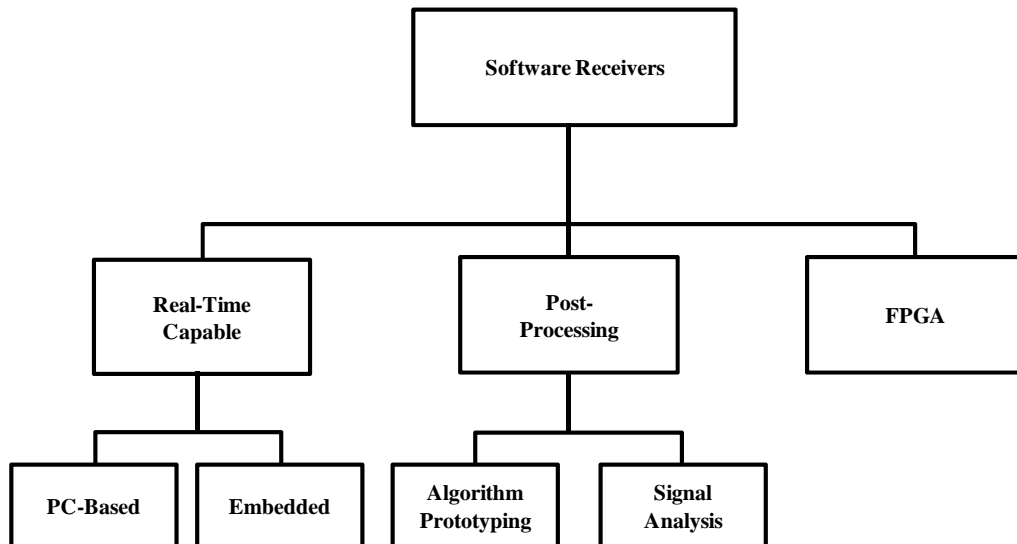 Software Receivers
Real-Time
Capable
Post-
Processing
FPGA
PC-Based
Embedded
Algorithm
Prototyping
Signal
Analysis